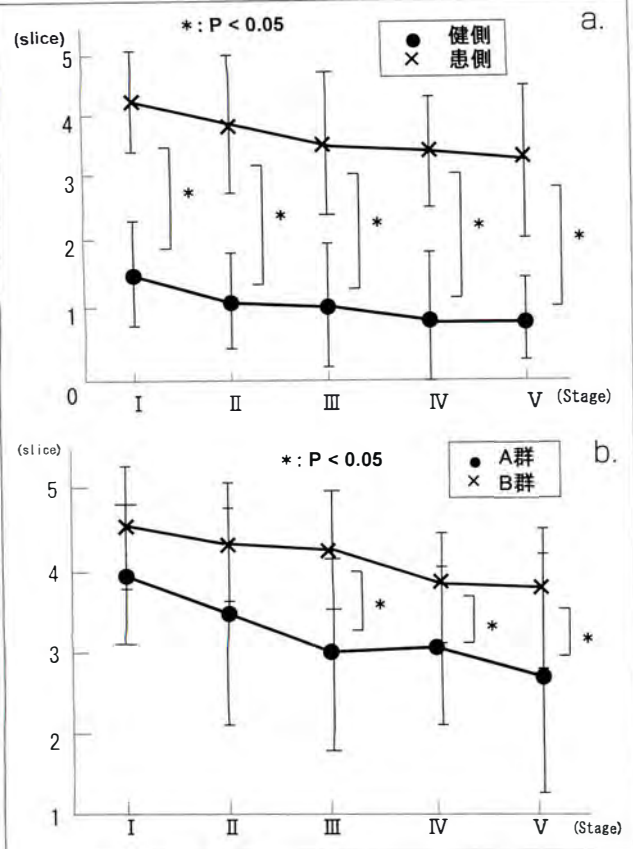 (slice)
*: P < 0.05
a.
● 健側
× 患側
5
4
3
2
1
0
*
*
*
*
*
Ⅰ Ⅱ Ⅲ Ⅳ Ⅴ (Stage)
(slice)
*: P < 0.05
b.
● A群
× B群
5
4
3
2
1
*
*
*
Ⅰ Ⅱ Ⅲ Ⅳ Ⅴ (Stage)